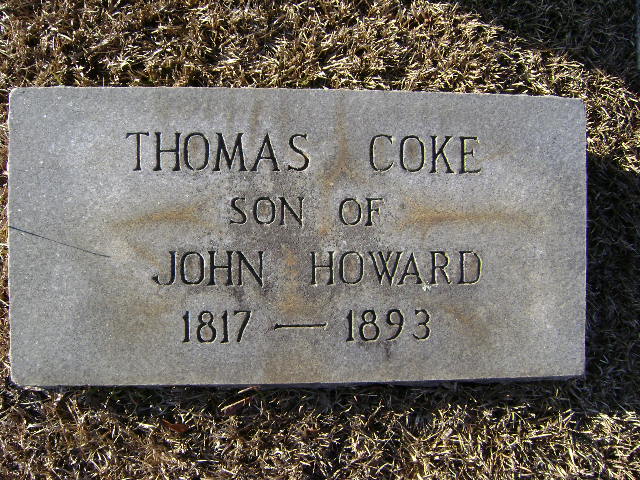 THOMAS COKE
SON OF
JOHN HOWARD
1817 — 1893